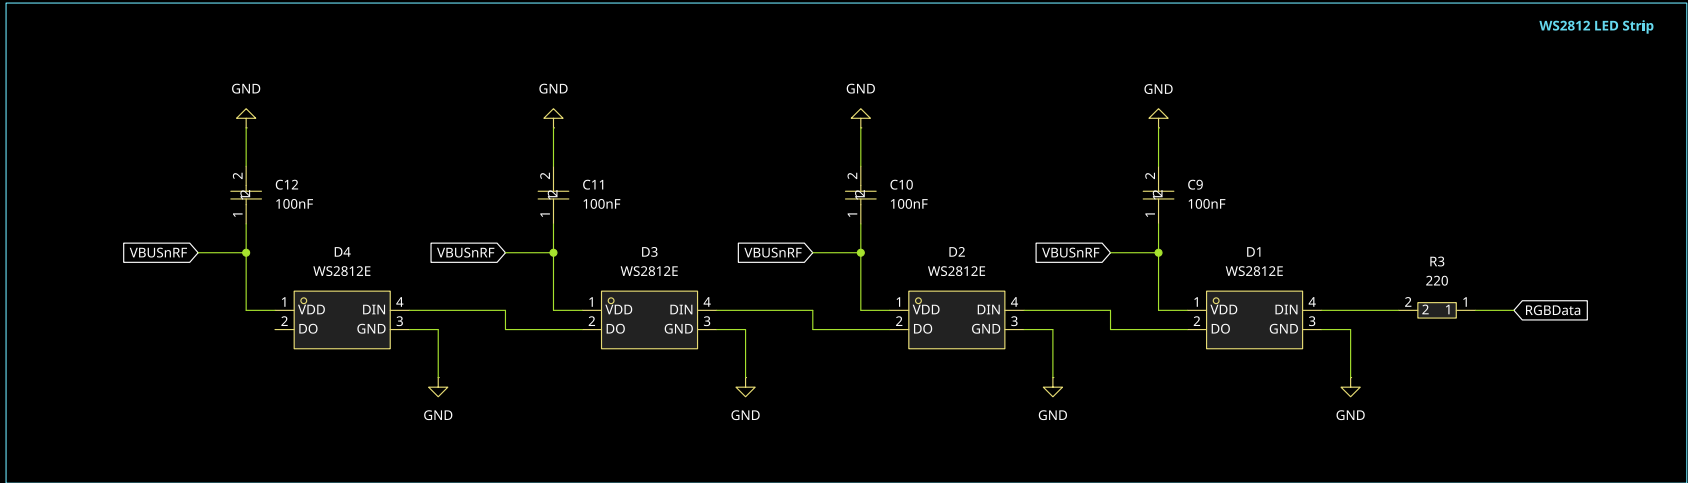 WS2812 LED Strip
GND
GND
GND
GND
2
C12
100nF
1
2
C11
100nF
1
2
C10
100nF
1
2
C9
100nF
1
VBUSnRF
D4
WS2812E
VBUSnRF
D3
WS2812E
VBUSnRF
D2
WS2812E
VBUSnRF
D1
WS2812E
R3
220
1 VDD DIN 4
2 DO GND 3
1 VDD DIN 4
2 DO GND 3
1 VDD DIN 4
2 DO GND 3
1 VDD DIN 4
2 DO GND 3
2 2 1 1
RGBData
GND
GND
GND
GND